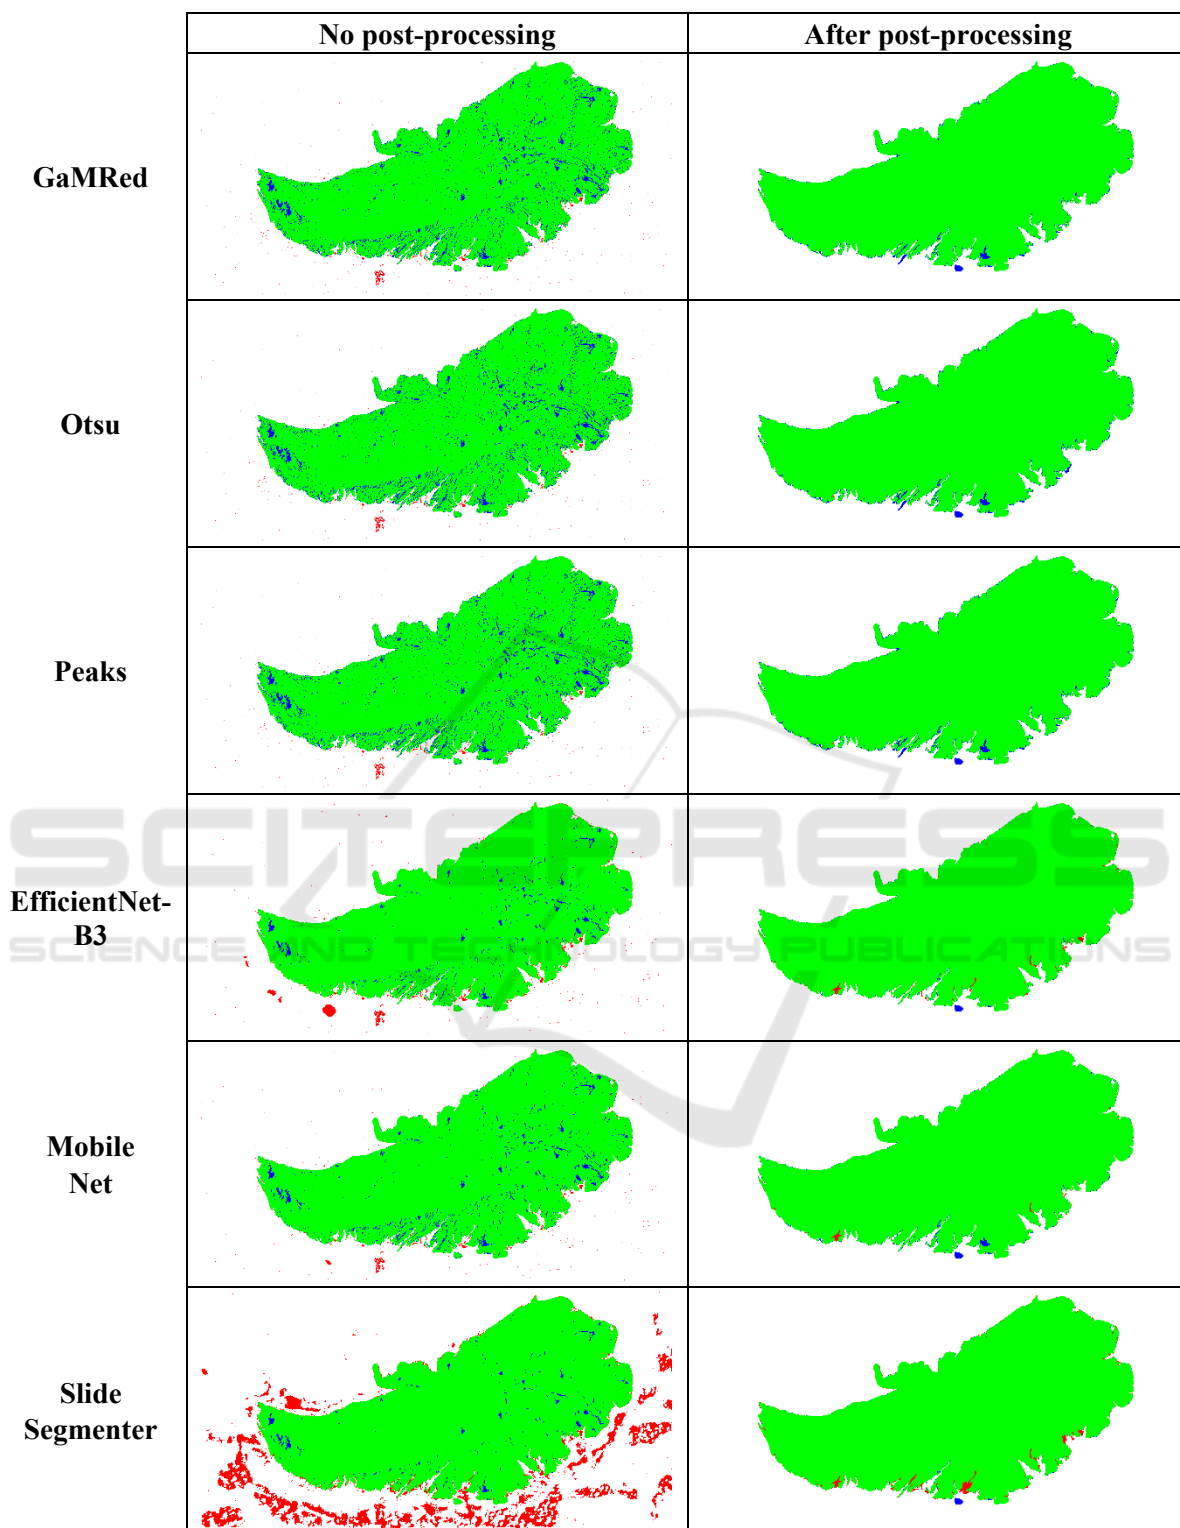 No post-processing
After post-processing
GaMRed
Otsu
Peaks
SCITEPRESS
EfficientNet-
B3
SCIENCE AND TECHNOLOGY PUBLICATIONS
Mobile
Net
Slide
Segmenter